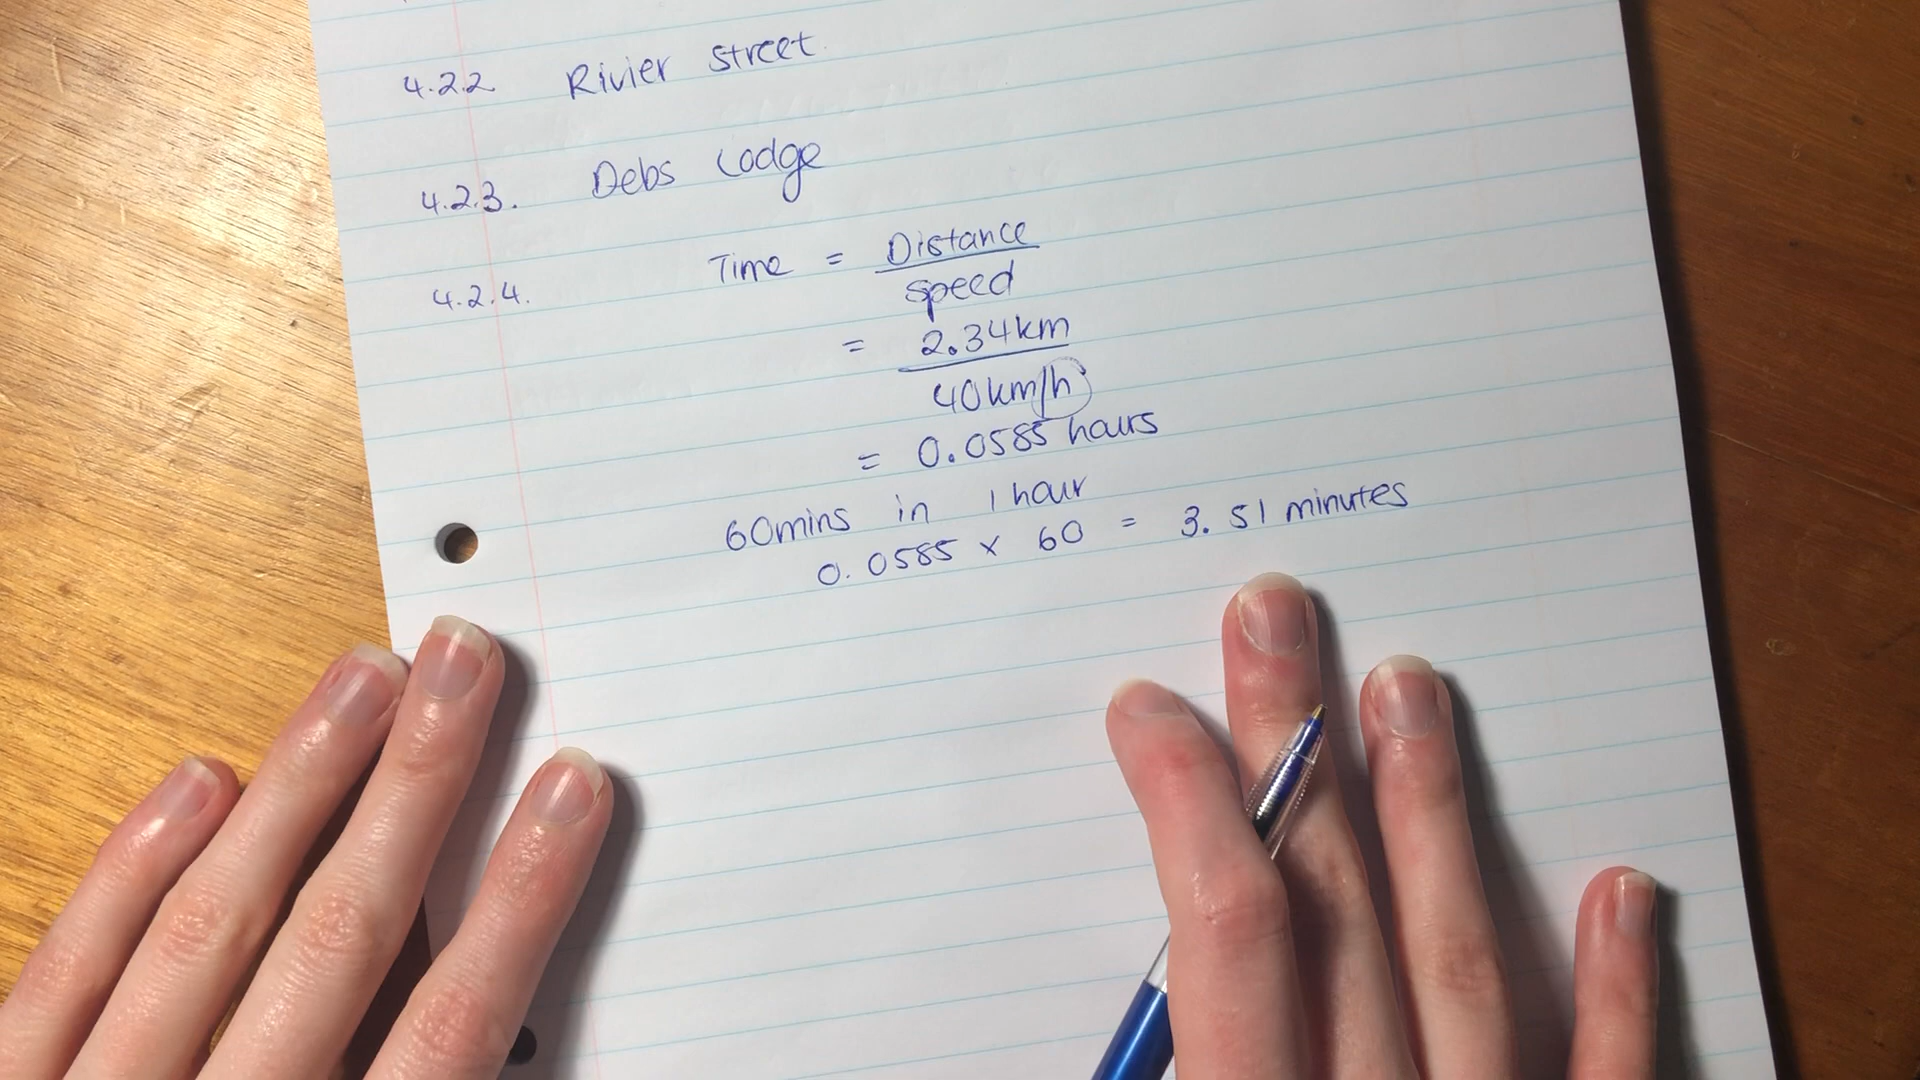 4.2.2 Rivier street
4.2.3. Debs Lodge
4.2.4. Time = Distance
speed
= 2.34km
40km/h
= 0.0585 hours
60mins in 1 hour
0.0585 x 60 = 3.51 minutes